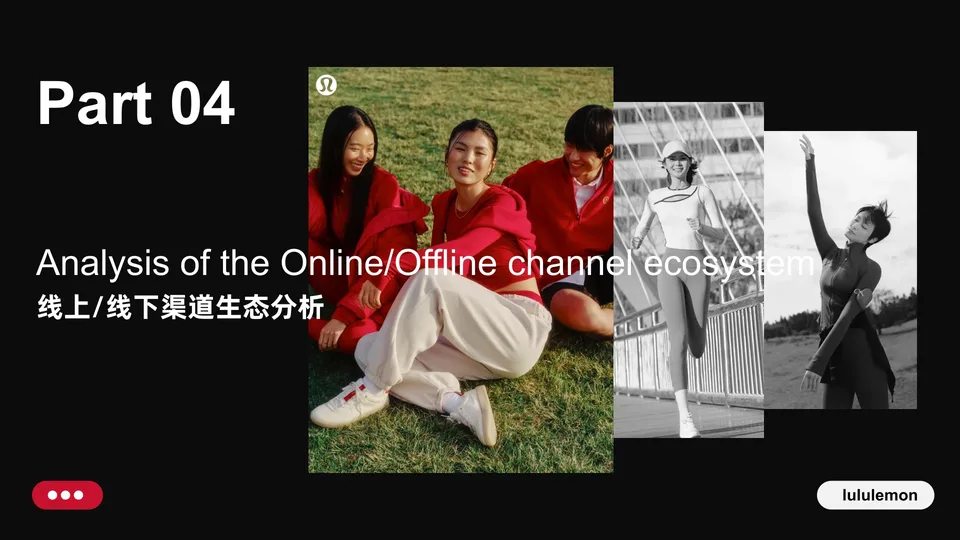 Part 04
Analysis of the Online/Offline channel ecosystem
线上/线下渠道生态分析
lululemon